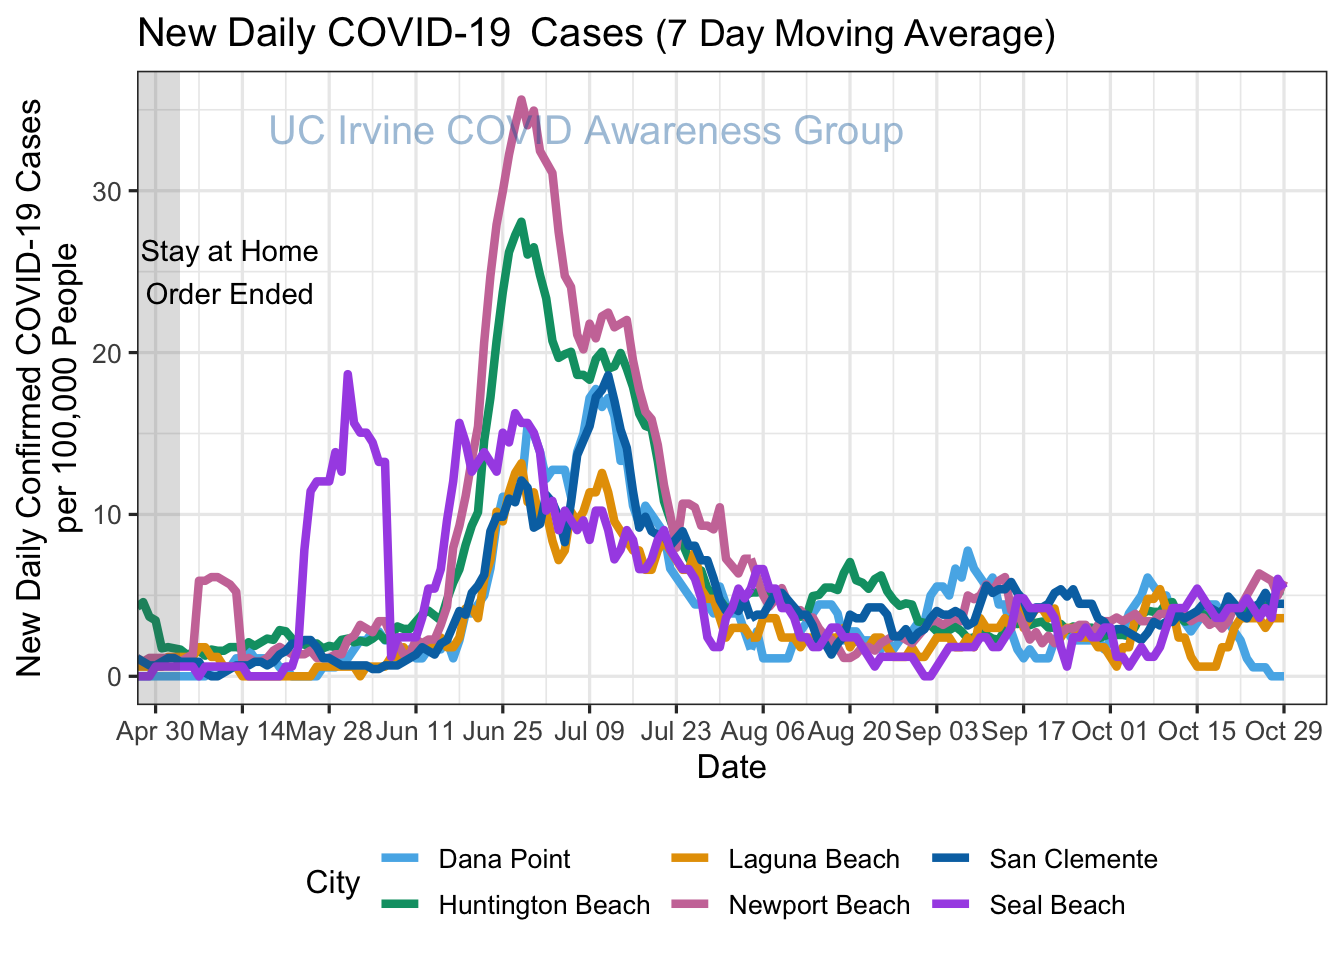 New Daily COVID-19  Cases (7 Day Moving Average)
UC Irvine COVID Awareness Group
New Daily Confirmed COVID-19 Cases
per 100,000 People
30
20
10
0
Stay at Home
Order Ended
Apr 30 May 14 May 28 Jun 11 Jun 25 Jul 09 Jul 23 Aug 06 Aug 20 Sep 03 Sep 17 Oct 01 Oct 15 Oct 29
Date
City
Dana Point Laguna Beach San Clemente
Huntington Beach Newport Beach Seal Beach